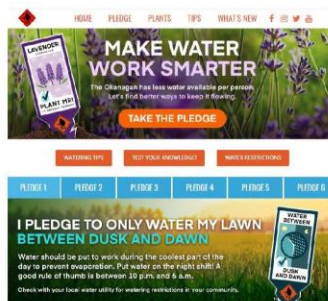 HOME PLEDGE PLANTS TIPS WHAT'S NEW
LAVENDER
PLANT ME!
MAKE WATER
WORK SMARTER
The Okanagan has less water available per person.
Let's find better ways to keep it flowing.
TAKE THE PLEDGE
WATERING TIPS
TEST YOUR KNOWLEDGE!
WATER RESTRICTIONS
PLEDGE 1 PLEDGE 2 PLEDGE 3 PLEDGE 4 PLEDGE 5 PLEDGE 6
I PLEDGE TO ONLY WATER MY LAWN
BETWEEN DUSK AND DAWN
Water should be put to work during the coolest part of the
day to prevent evaporation. Put water on the right shift! A
good rule of thumb is between 10 p.m. and 6 a.m.
Check with your local water utility for watering restrictions in your community.
WATER
BETWEEN
DUSK
AND DAWN